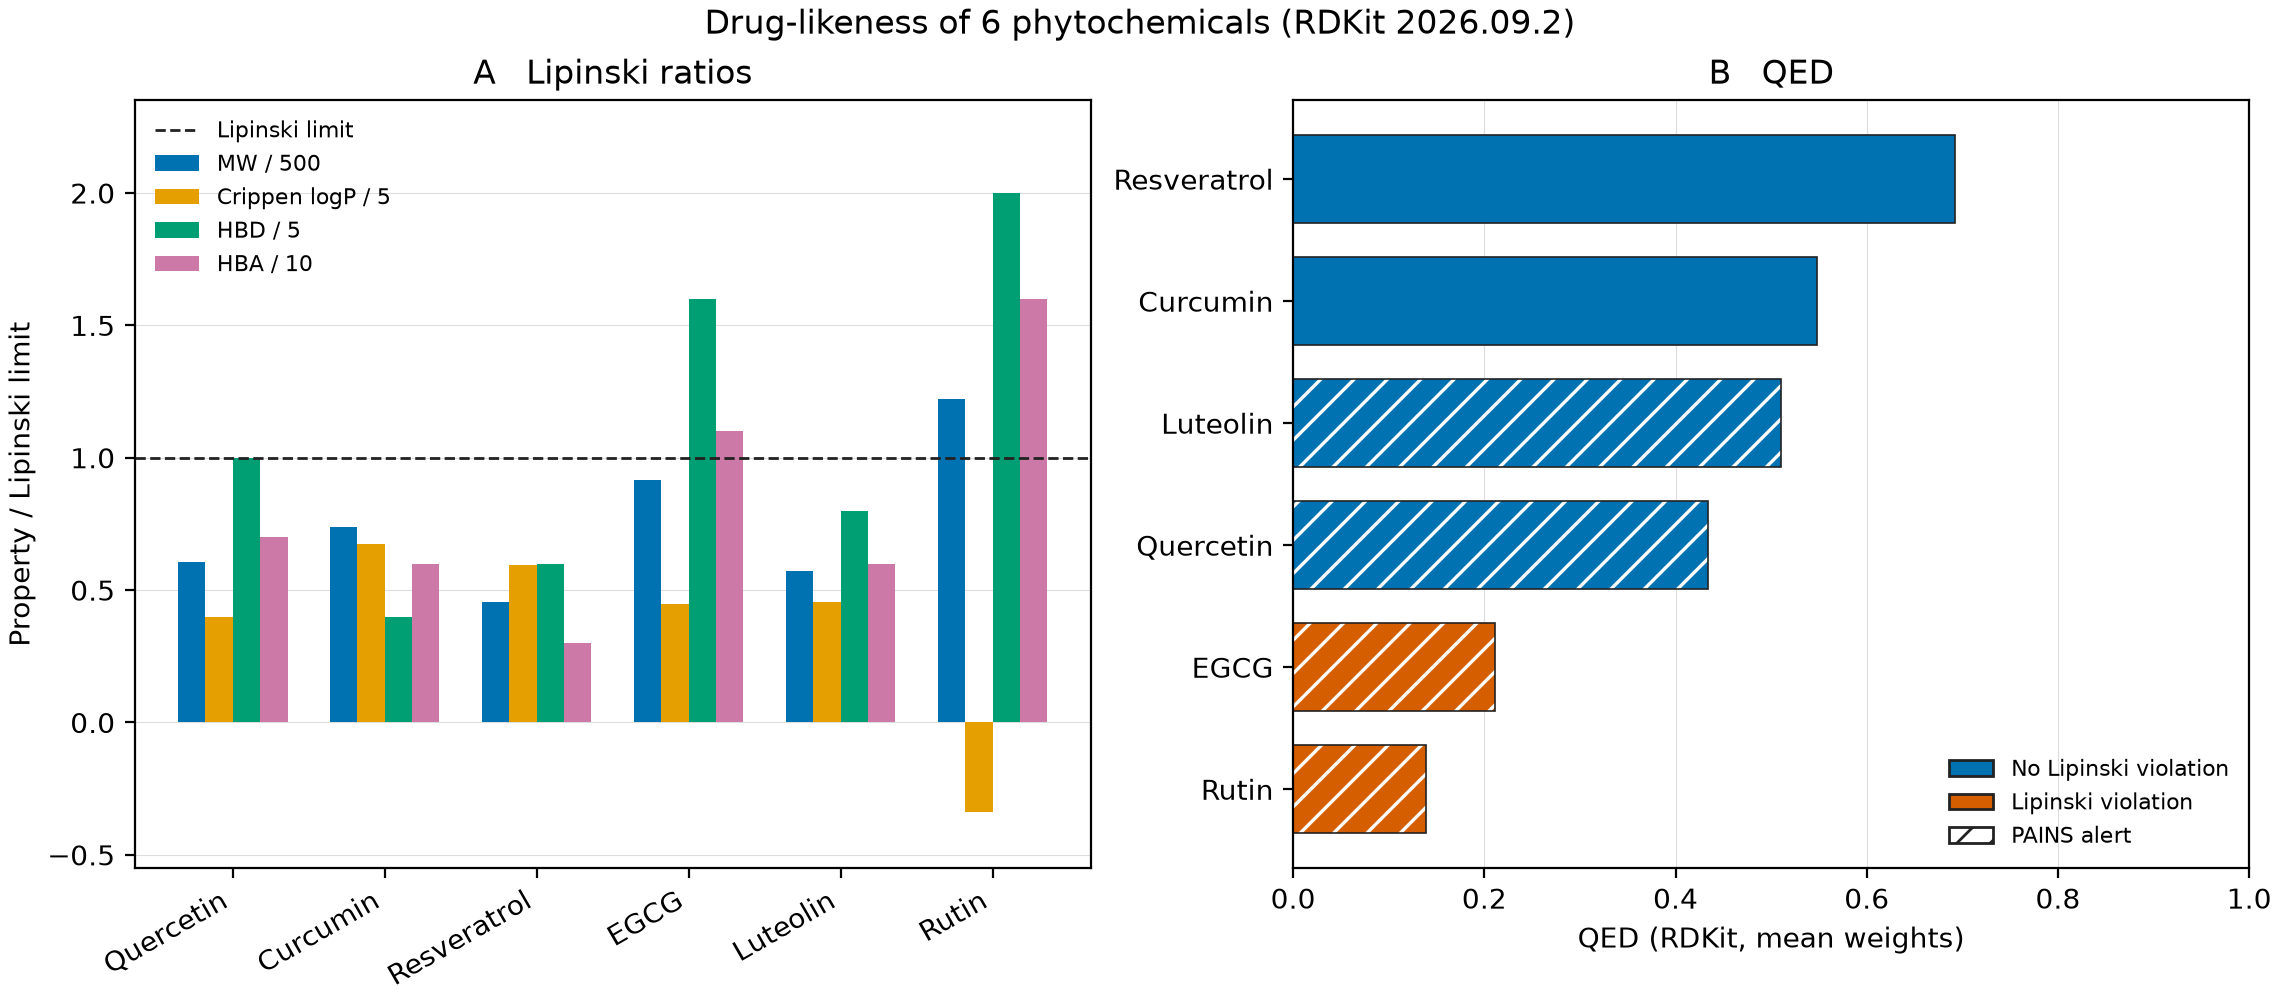 Drug-likeness of 6 phytochemicals (RDKit 2026.09.2)
A Lipinski ratios
Lipinski limit
MW / 500
Crippen logP / 5
HBD / 5
HBA / 10
Property / Lipinski limit
2.0
1.5
1.0
0.5
0.0
−0.5
Quercetin
Curcumin
Resveratrol
EGCG
Luteolin
Rutin
B QED
Resveratrol
Curcumin
Luteolin
Quercetin
EGCG
Rutin
No Lipinski violation
Lipinski violation
PAINS alert
0.0 0.2 0.4 0.6 0.8 1.0
QED (RDKit, mean weights)